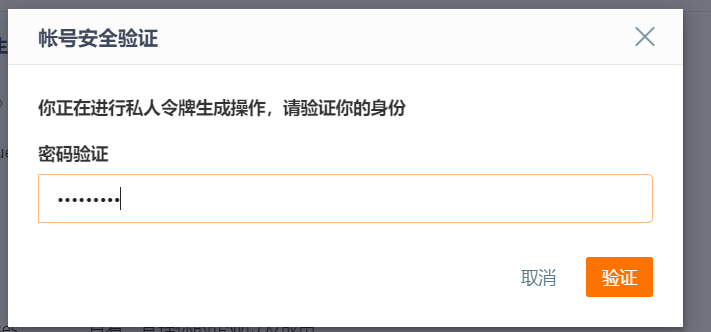 帐号安全验证
你正在进行私人令牌生成操作，请验证你的身份
密码验证
•••••••••
取消
验证